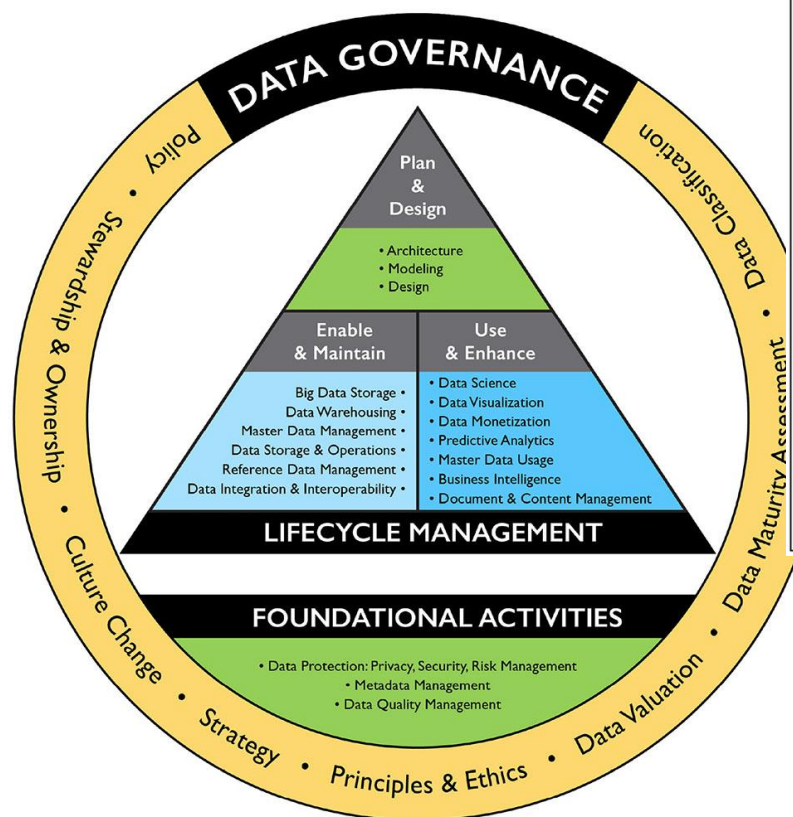 DATA GOVERNANCE
Policy • Stewardship & Ownership • Culture Change • Strategy • Principles & Ethics • Data Valuation • Data Maturity Assessment • Data Classification
Plan
&
Design
• Architecture
• Modeling
• Design
Enable
& Maintain
Big Data Storage •
Data Warehousing •
Master Data Management •
Data Storage & Operations •
Reference Data Management •
Data Integration & Interoperability •
Use
& Enhance
• Data Science
• Data Visualization
• Data Monetization
• Predictive Analytics
• Master Data Usage
• Business Intelligence
• Document & Content Management
LIFECYCLE MANAGEMENT
FOUNDATIONAL ACTIVITIES
• Data Protection: Privacy, Security, Risk Management
• Metadata Management
• Data Quality Management